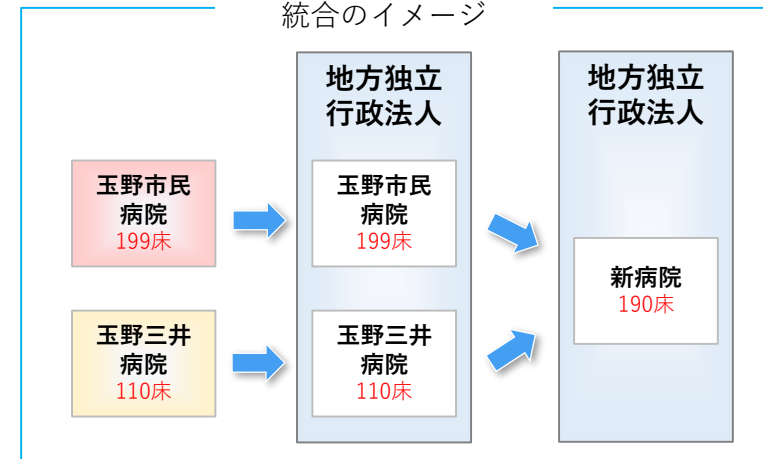 統合のイメージ
地方独立
行政法人
地方独立
行政法人
玉野市民
病院
199床
玉野市民
病院
199床
新病院
190床
玉野三井
病院
110床
玉野三井
病院
110床